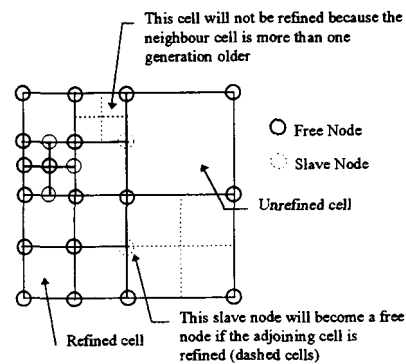 This cell will not be refined because the
neighbour cell is more than one
generation older
Free Node
Slave Node
Unrefined cell
This slave node will become a free
node if the adjoining cell is
refined (dashed cells)
Refined cell